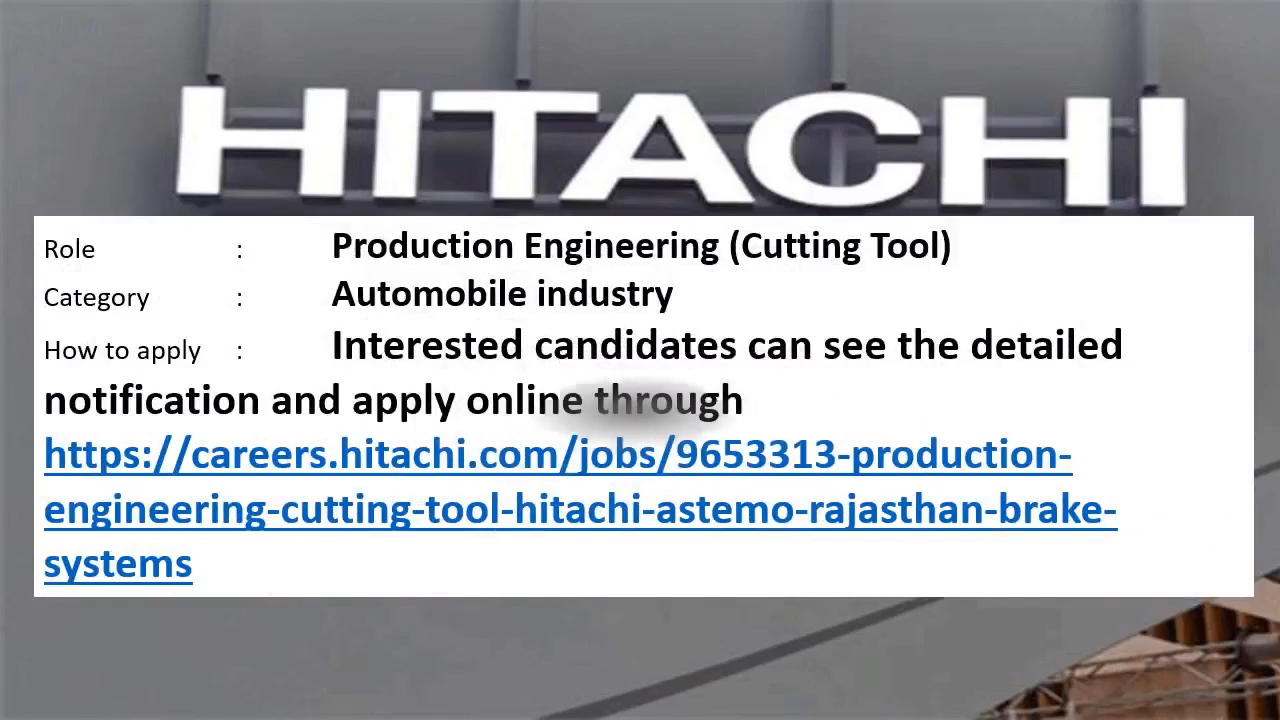 HITACHI
Role : Production Engineering (Cutting Tool)
Category : Automobile industry
How to apply : Interested candidates can see the detailed
notification and apply online through
https://careers.hitachi.com/jobs/9653313-production-
engineering-cutting-tool-hitachi-astemo-rajasthan-brake-
systems